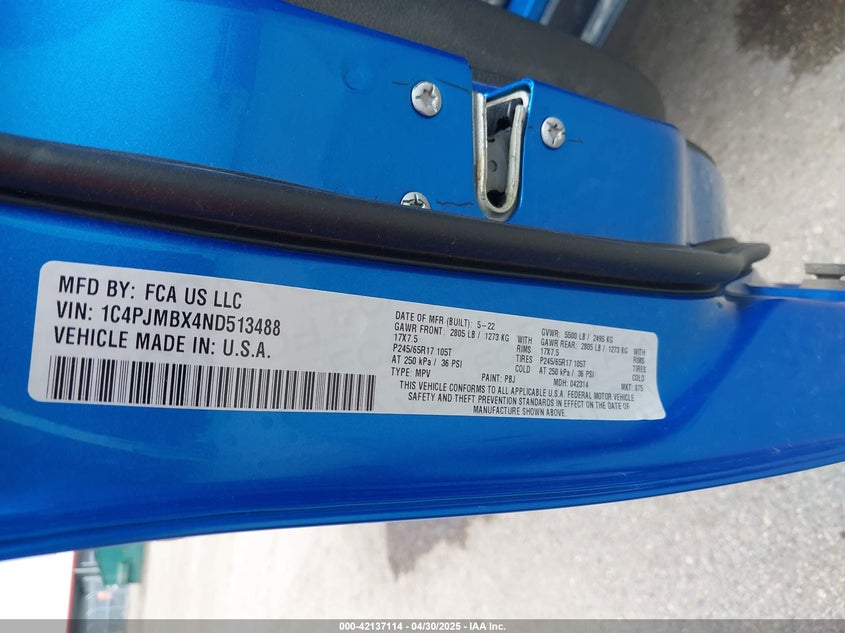 MFD BY: FCA US LLC
VIN: 1C4PJMBX4ND513488
VEHICLE MADE IN: U.S.A.
DATE OF MFR (BUILT): 5-22 GVWR: 5500 LB / 2495 KG
GAWR FRONT: 2805 LB / 1273 KG WITH GAWR REAR: 2805 LB / 1273 KG WITH
17X7.5 RIMS 17X7.5 RIMS
P245/65R17 105T TIRES P245/65R17 105T TIRES
AT 250 kPa / 36 PSI COLD AT 250 kPa / 36 PSI COLD
TYPE: MPV PAINT: PBJ MDH: 042314 MKT: 875
THIS VEHICLE CONFORMS TO ALL APPLICABLE U.S.A. FEDERAL MOTOR VEHICLE
SAFETY AND THEFT PREVENTION STANDARDS IN EFFECT ON THE DATE OF
MANUFACTURE SHOWN ABOVE.
000-42137114 — 04/30/2025 — IAA Inc.